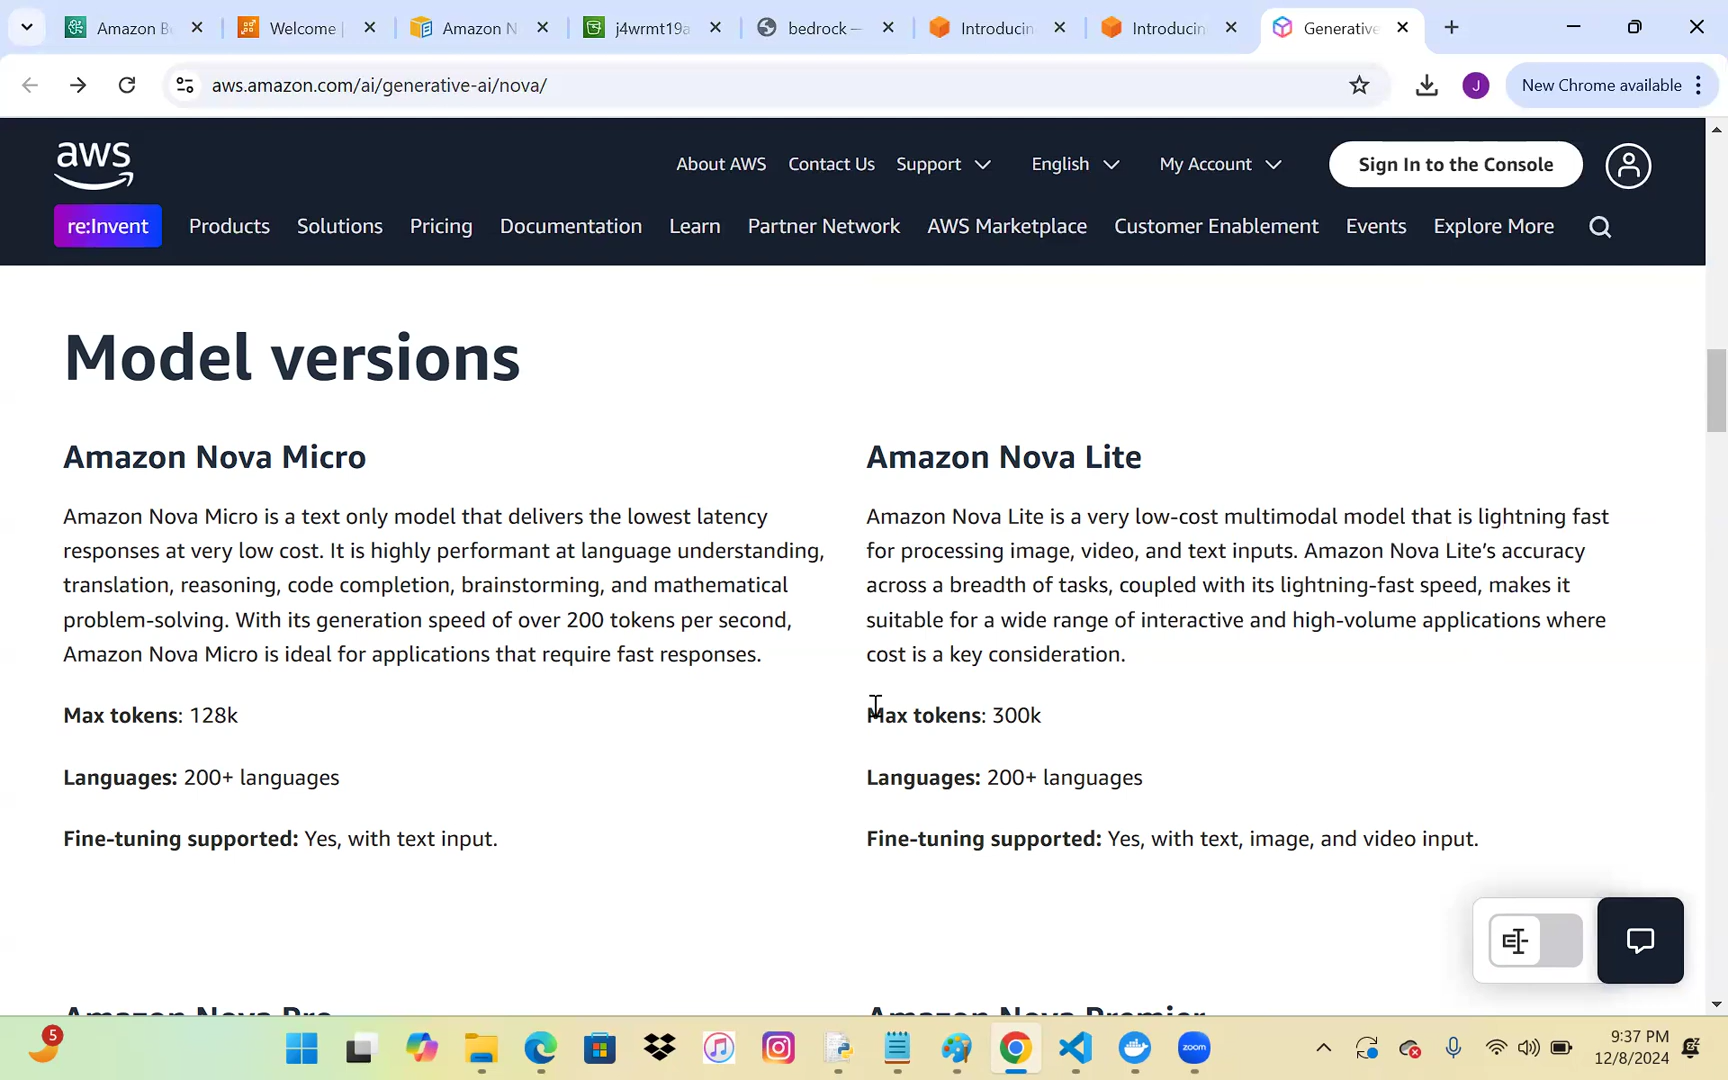 Amazon B
Welcome |
Amazon N
j4wrmt19a
bedrock —
Introducin
Introducin
Generative
aws.amazon.com/ai/generative-ai/nova/
J
New Chrome available
aws
About AWS Contact Us Support English My Account Sign In to the Console
re:Invent Products Solutions Pricing Documentation Learn Partner Network AWS Marketplace Customer Enablement Events Explore More
Model versions
Amazon Nova Micro
Amazon Nova Micro is a text only model that delivers the lowest latency
responses at very low cost. It is highly performant at language understanding,
translation, reasoning, code completion, brainstorming, and mathematical
problem-solving. With its generation speed of over 200 tokens per second,
Amazon Nova Micro is ideal for applications that require fast responses.
Max tokens: 128k
Languages: 200+ languages
Fine-tuning supported: Yes, with text input.
Amazon Nova Lite
Amazon Nova Lite is a very low-cost multimodal model that is lightning fast
for processing image, video, and text inputs. Amazon Nova Lite’s accuracy
across a breadth of tasks, coupled with its lightning-fast speed, makes it
suitable for a wide range of interactive and high-volume applications where
cost is a key consideration.
Max tokens: 300k
Languages: 200+ languages
Fine-tuning supported: Yes, with text, image, and video input.
Amazon Nova Pro
Amazon Nova Premier
5
zoom
9:37 PM
12/8/2024